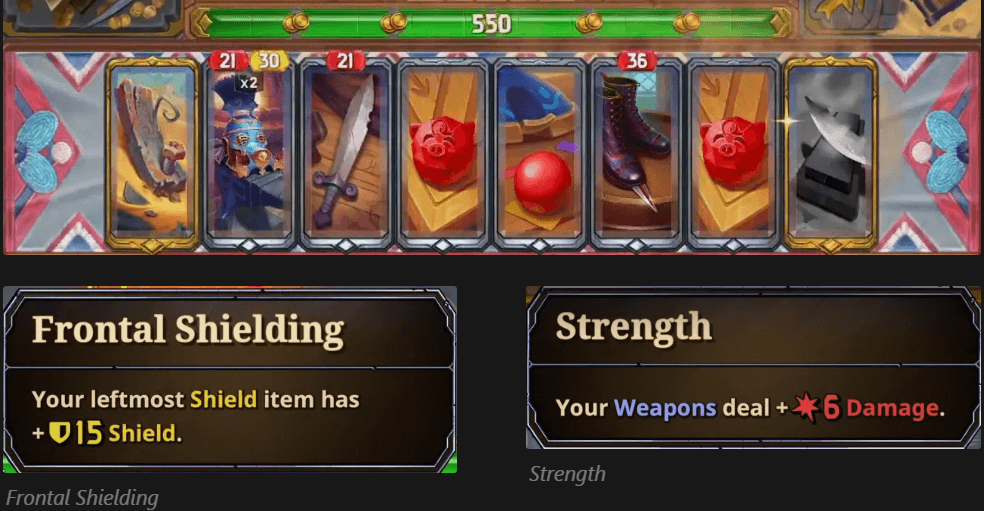 550
21 30 21 36
x2
Frontal Shielding
Your leftmost Shield item has
+ 15 Shield.
Frontal Shielding
Strength
Your Weapons deal + 6 Damage.
Strength